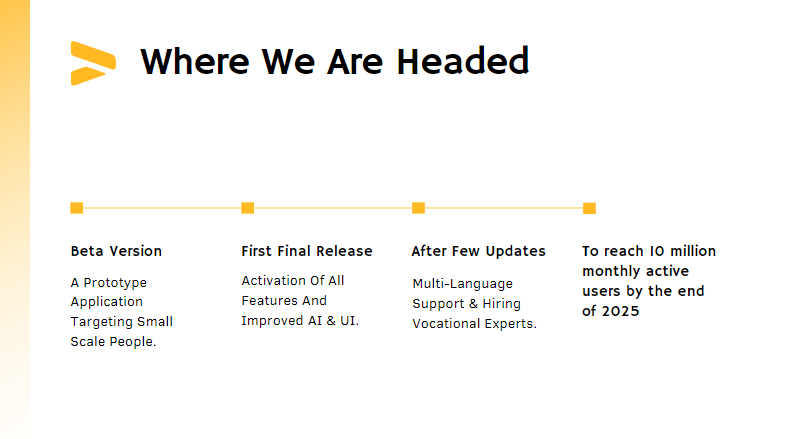 Where We Are Headed
Beta Version
A Prototype
Application
Targeting Small
Scale People.
First Final Release
Activation Of All
Features And
Improved AI & UI.
After Few Updates
Multi-Language
Support & Hiring
Vocational Experts.
To reach 10 million
monthly active
users by the end
of 2025